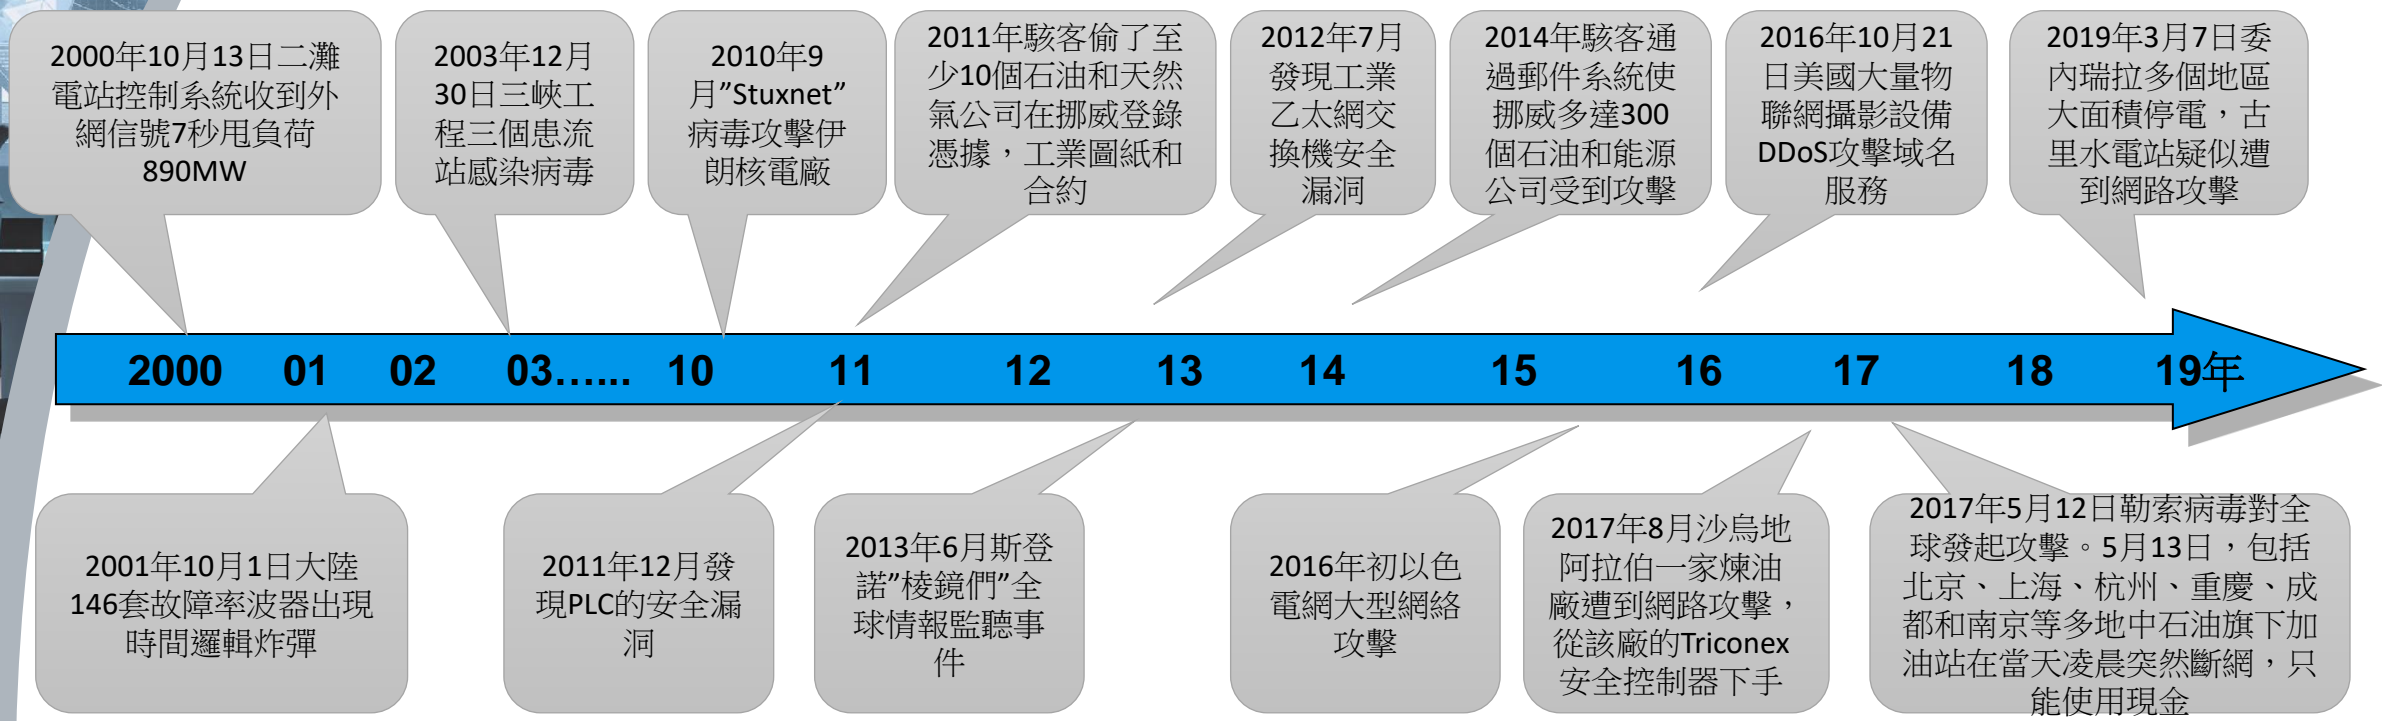 2000年10月13日二灘
電站控制系統收到外
網信號7秒甩負荷
890MW
2003年12月
30日三峽工
程三個患流
站感染病毒
2010年9
月”Stuxnet”
病毒攻擊伊
朗核電廠
2011年駭客偷了至
少10個石油和天然
氣公司在挪威登錄
憑據，工業圖紙和
合約
2012年7月
發現工業
乙太網交
換機安全
漏洞
2014年駭客通
過郵件系統使
挪威多達300
個石油和能源
公司受到攻擊
2016年10月21
日美國大量物
聯網攝影設備
DDoS攻擊域名
服務
2019年3月7日委
內瑞拉多個地區
大面積停電，古
里水電站疑似遭
到網路攻擊
2000 01 02 03…... 10 11 12 13 14 15 16 17 18 19年
2001年10月1日大陸
146套故障率波器出現
時間邏輯炸彈
2011年12月發
現PLC的安全漏
洞
2013年6月斯登
諾”棱鏡們”全
球情報監聽事
件
2016年初以色
電網大型網絡
攻擊
2017年8月沙烏地
阿拉伯一家煉油
廠遭到網路攻擊，
從該廠的Triconex
安全控制器下手
2017年5月12日勒索病毒對全
球發起攻擊。5月13日，包括
北京、上海、杭州、重慶、成
都和南京等多地中石油旗下加
油站在當天凌晨突然斷網，只
能使用現金